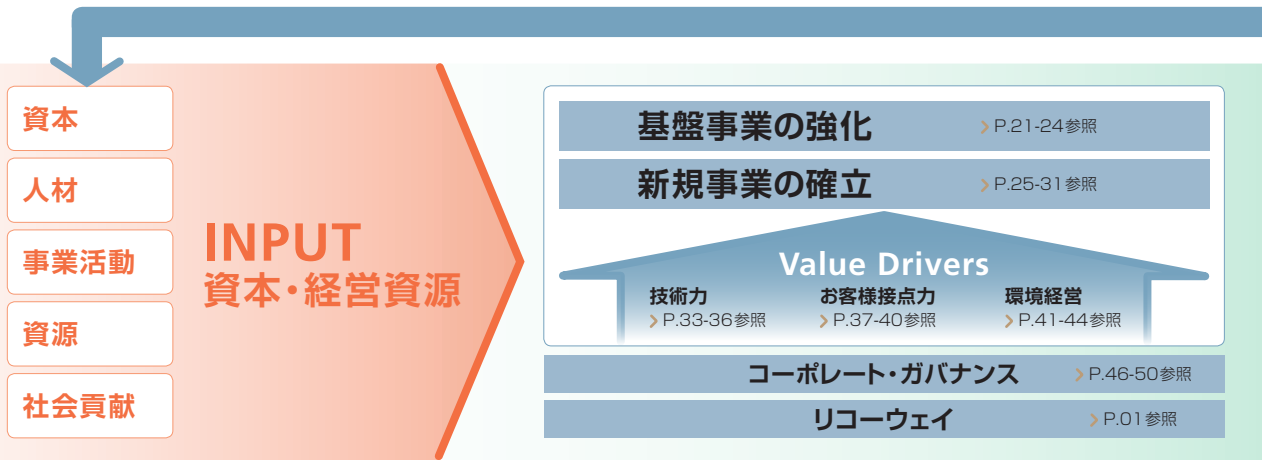 資本
人材
事業活動
資源
社会貢献
INPUT
資本・経営資源
基盤事業の強化 P.21-24参照
新規事業の確立 P.25-31参照
Value Drivers
技術力 お客様接点力 環境経営
P.33-36参照 P.37-40参照 P.41-44参照
コーポレート・ガバナンス P.46-50参照
リコーウェイ P.01参照